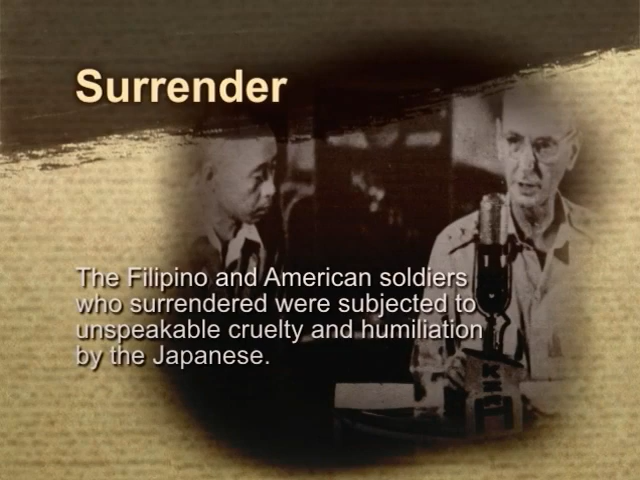 Surrender
The Filipino and American soldiers
who surrendered were subjected to
unspeakable cruelty and humiliation
by the Japanese.